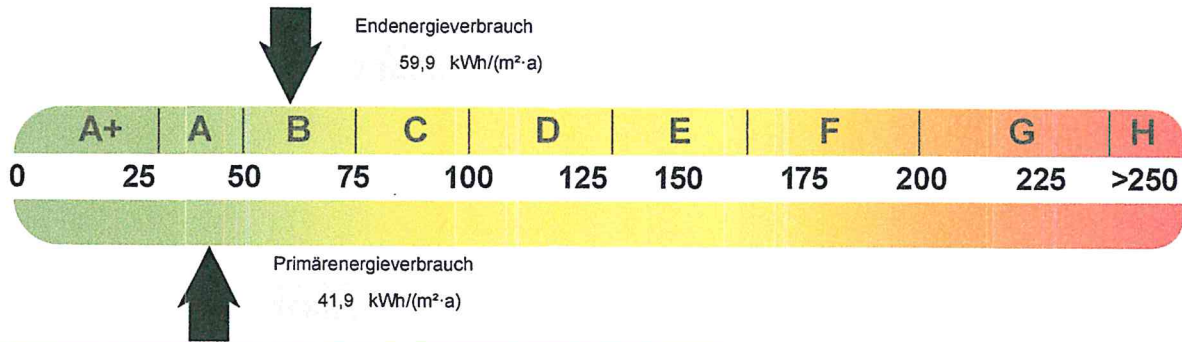 Endenergieverbrauch
59,9 kWh/(m²·a)
A+ A B C D E F G H
0 25 50 75 100 125 150 175 200 225 >250
Primärenergieverbrauch
41,9 kWh/(m²·a)